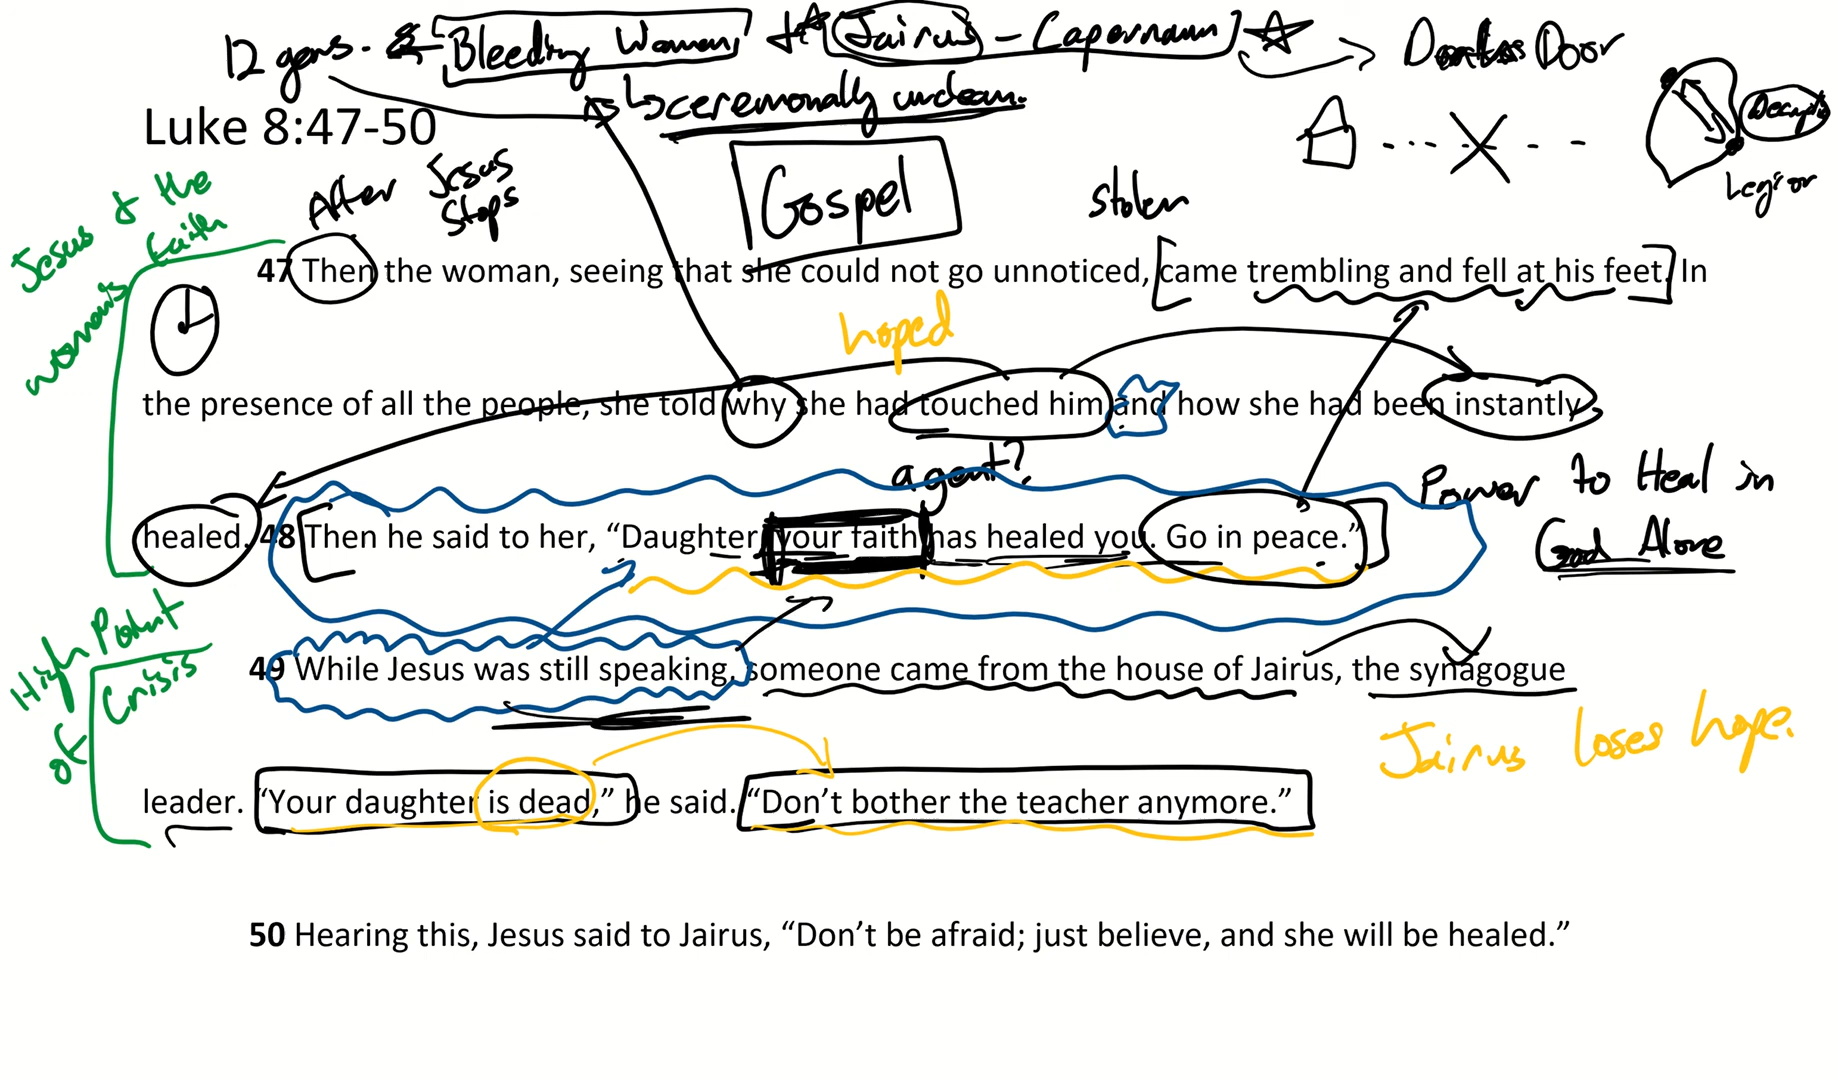 12 years. Bleeding Woman Jairus - Capernaum Door
ceremonally unclean.
Luke 8:47-50
Legion
Jesus & the
woman's faith
After Jesus
Stops
Gospel
stolen
47 Then the woman, seeing that she could not go unnoticed, came trembling and fell at his feet. In
hoped
the presence of all the people, she told why she had touched him and how she had been instantly
agent?
Power to Heal in
God Alone
healed. 48 Then he said to her, “Daughter, your faith has healed you. Go in peace.”
High Point
of Crisis
49 While Jesus was still speaking, someone came from the house of Jairus, the synagogue
Jairus loses hope.
leader. “Your daughter is dead,” he said. “Don’t bother the teacher anymore.”
50 Hearing this, Jesus said to Jairus, “Don’t be afraid; just believe, and she will be healed.”